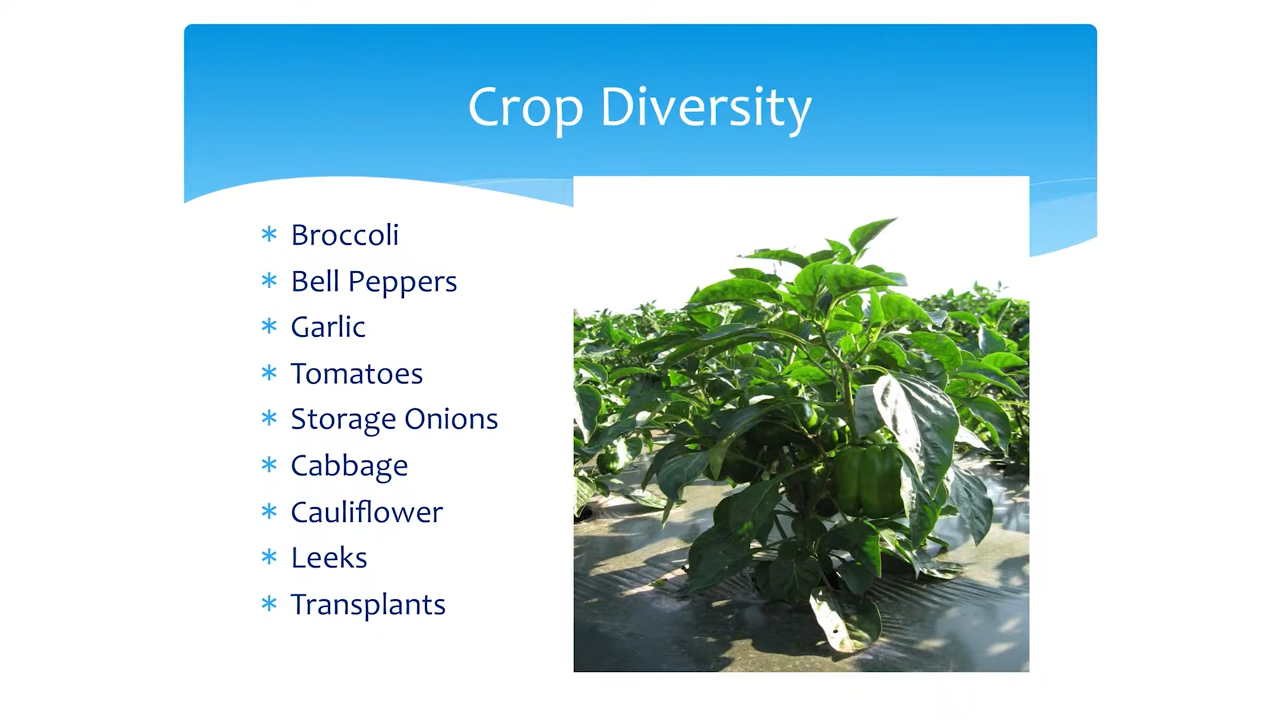 Crop Diversity
* Broccoli
* Bell Peppers
* Garlic
* Tomatoes
* Storage Onions
* Cabbage
* Cauliflower
* Leeks
* Transplants